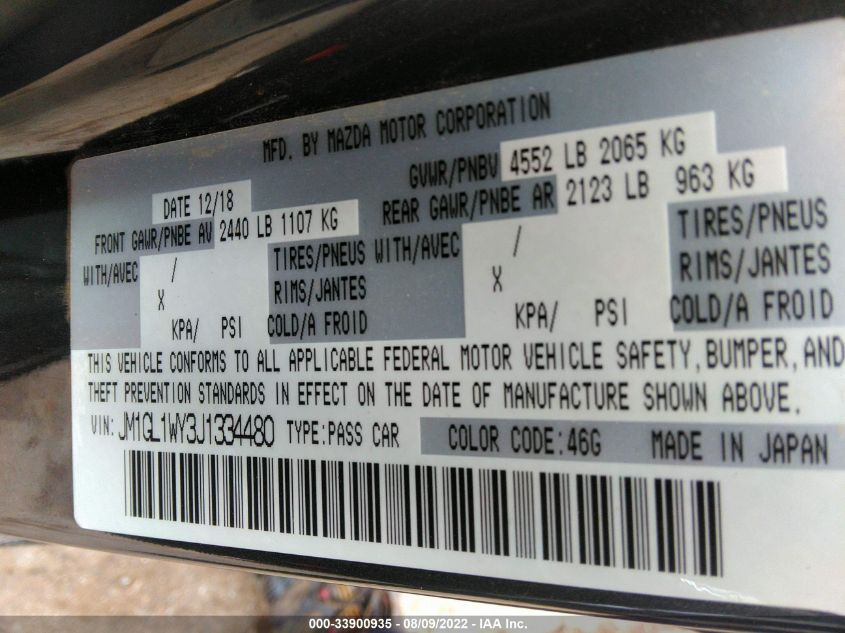 MFD. BY MAZDA MOTOR CORPORATION
DATE 12/18 GVWR/PNBV 4552 LB 2065 KG
FRONT GAWR/PNBE AV 2440 LB 1107 KG REAR GAWR/PNBE AR 2123 LB 963 KG
WITH/AVEC / TIRES/PNEUS WITH/AVEC / TIRES/PNEUS
X RIMS/JANTES X RIMS/JANTES
KPA/ PSI COLD/A FROID KPA/ PSI COLD/A FROID
THIS VEHICLE CONFORMS TO ALL APPLICABLE FEDERAL MOTOR VEHICLE SAFETY, BUMPER, AND
THEFT PREVENTION STANDARDS IN EFFECT ON THE DATE OF MANUFACTURE SHOWN ABOVE.
VIN: JM1GL1WY3J1334480 TYPE:PASS CAR COLOR CODE:46G MADE IN JAPAN
000-33900935 - 08/09/2022 - IAA Inc.